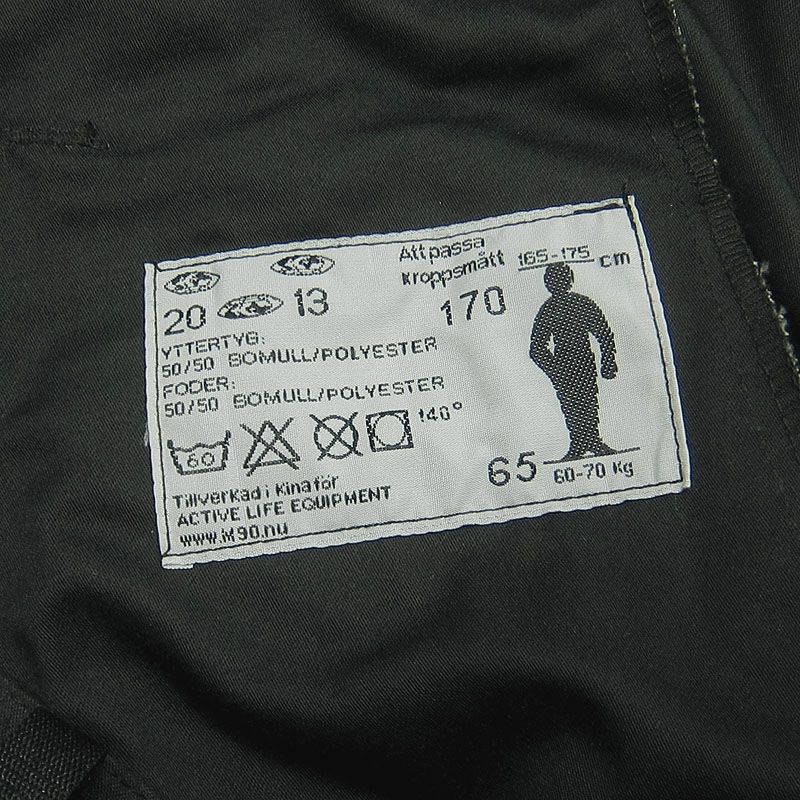 20 13
Att passa
Kroppsmått 165-175 cm
170
YTTERTYG:
50/50 BOMULL/POLYESTER
FODER:
50/50 BOMULL/POLYESTER
60
140°
65 60-70 Kg
Tillverkad i Kina för
ACTIVE LIFE EQUIPMENT
www.M90.nu